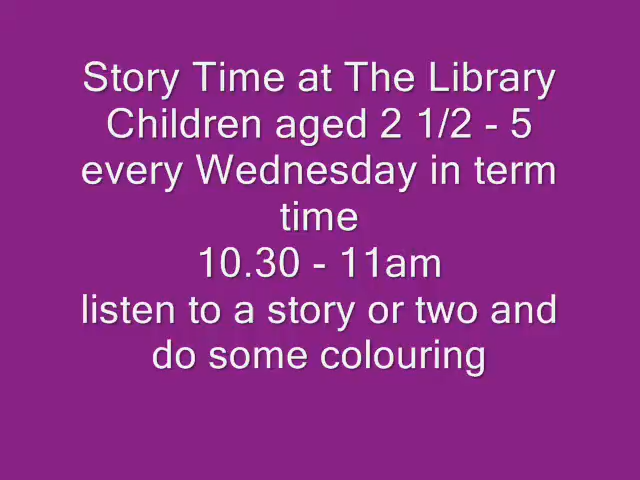 Story Time at The Library
Children aged 2 1/2 - 5
every Wednesday in term
time
10.30 - 11am
listen to a story or two and
do some colouring